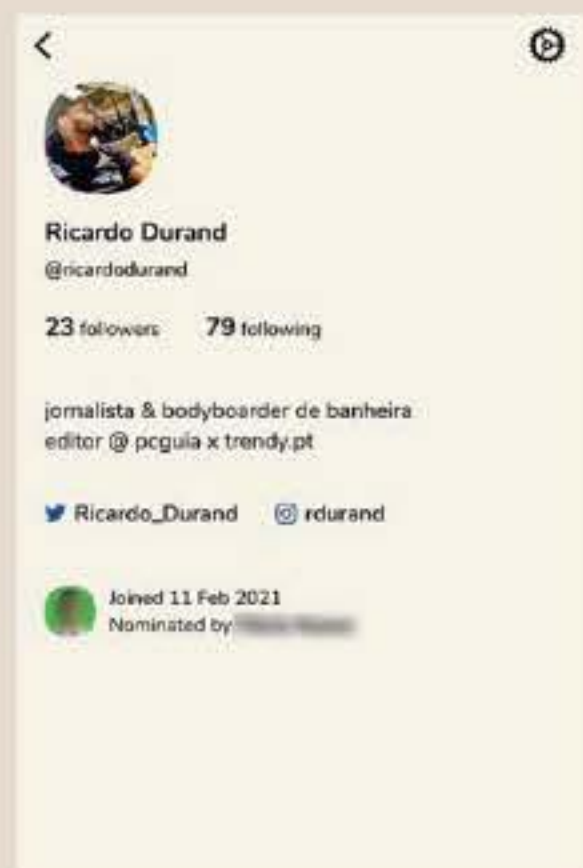 Ricardo Durand
@ricardodurand
23 followers 79 following
jornalista & bodyboarder de banheira
editor @ pcguia x trendy.pt
Ricardo_Durand rdurand
Joined 11 Feb 2021
Nominated by